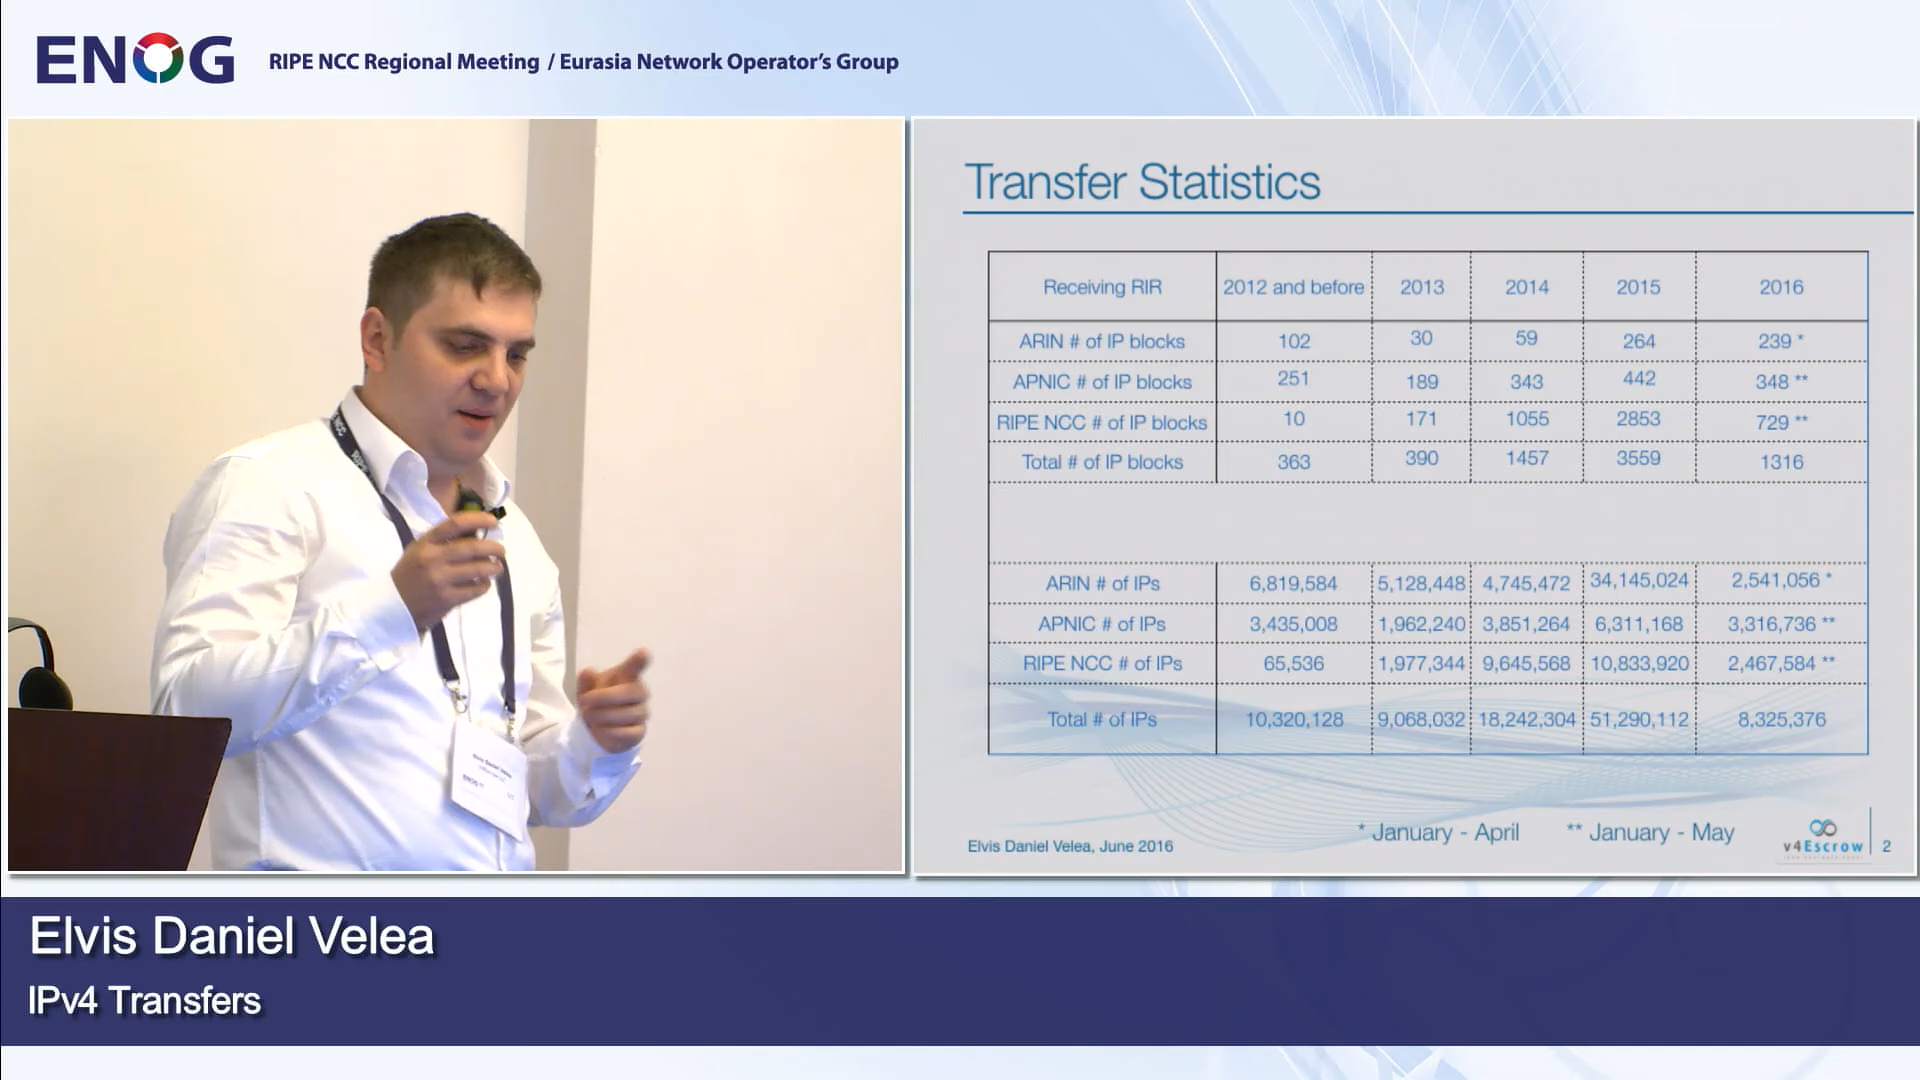 ENOG
RIPE NCC Regional Meeting / Eurasia Network Operator's Group
Transfer Statistics
Receiving RIR 2012 and before 2013 2014 2015 2016
ARIN # of IP blocks 102 30 59 264 239 *
APNIC # of IP blocks 251 189 343 442 348 **
RIPE NCC # of IP blocks 10 171 1055 2853 729 **
Total # of IP blocks 363 390 1457 3559 1316
ARIN # of IPs 6,819,584 5,128,448 4,745,472 34,145,024 2,541,056 *
APNIC # of IPs 3,435,008 1,962,240 3,851,264 6,311,168 3,316,736 **
RIPE NCC # of IPs 65,536 1,977,344 9,645,568 10,833,920 2,467,584 **
Total # of IPs 10,320,128 9,068,032 18,242,304 51,290,112 8,325,376
* January - April ** January - May
Elvis Daniel Velea, June 2016
v4Escrow
2
Elvis Daniel Velea
ENOG 11
Elvis Daniel Velea
IPv4 Transfers